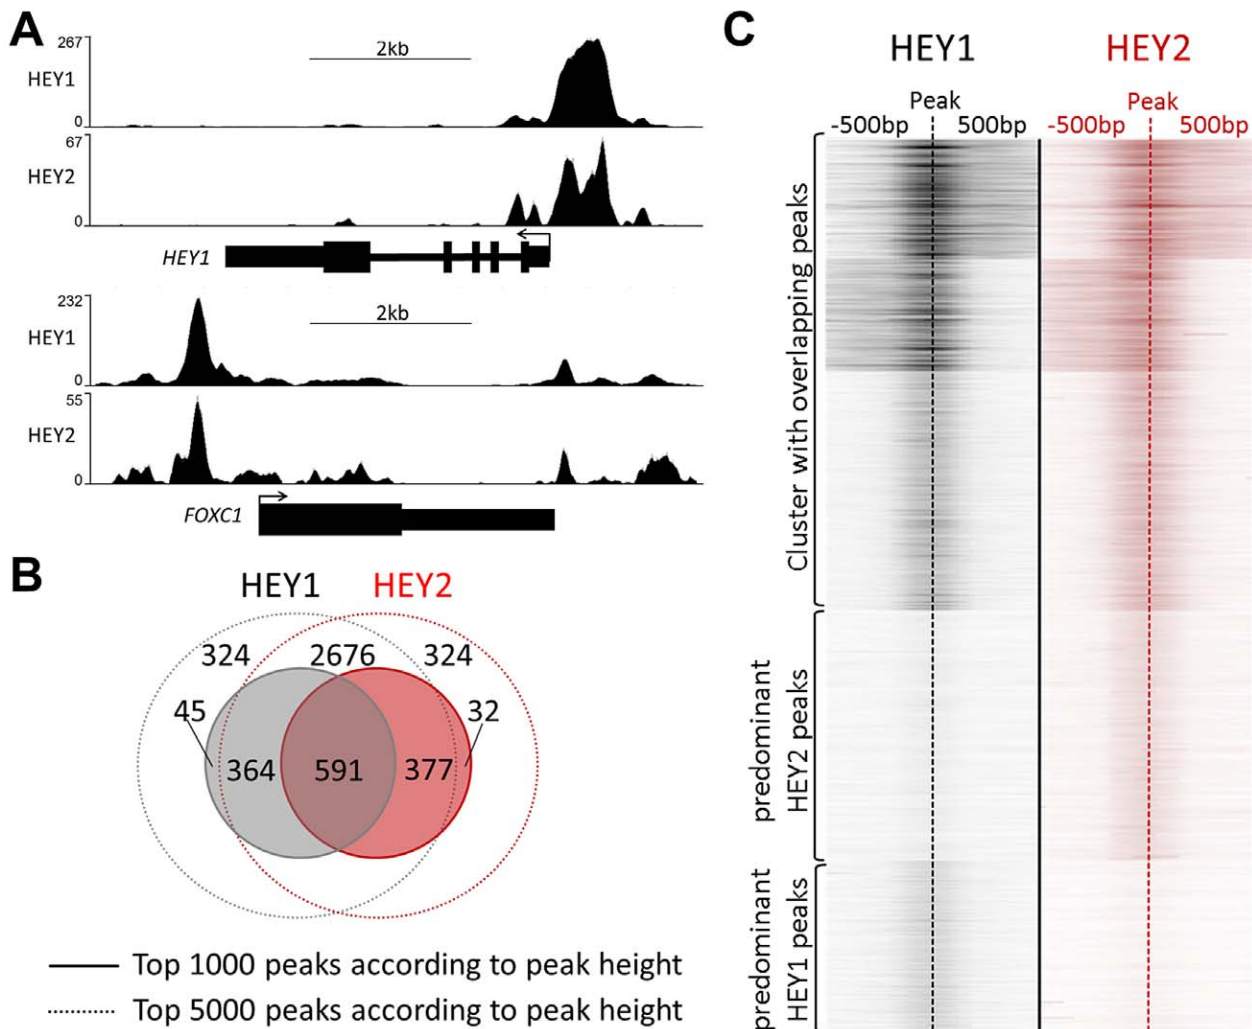 A
267
2kb
HEY1
0
67
HEY2
0
HEY1
232
2kb
HEY1
0
55
HEY2
0
FOXC1
B
HEY1 HEY2
324 2676 324
45 32
364 591 377
Top 1000 peaks according to peak height
Top 5000 peaks according to peak height
C
HEY1 HEY2
Peak Peak
-500bp 500bp -500bp 500bp
Cluster with overlapping peaks
predominant
HEY2 peaks
predominant
HEY1 peaks